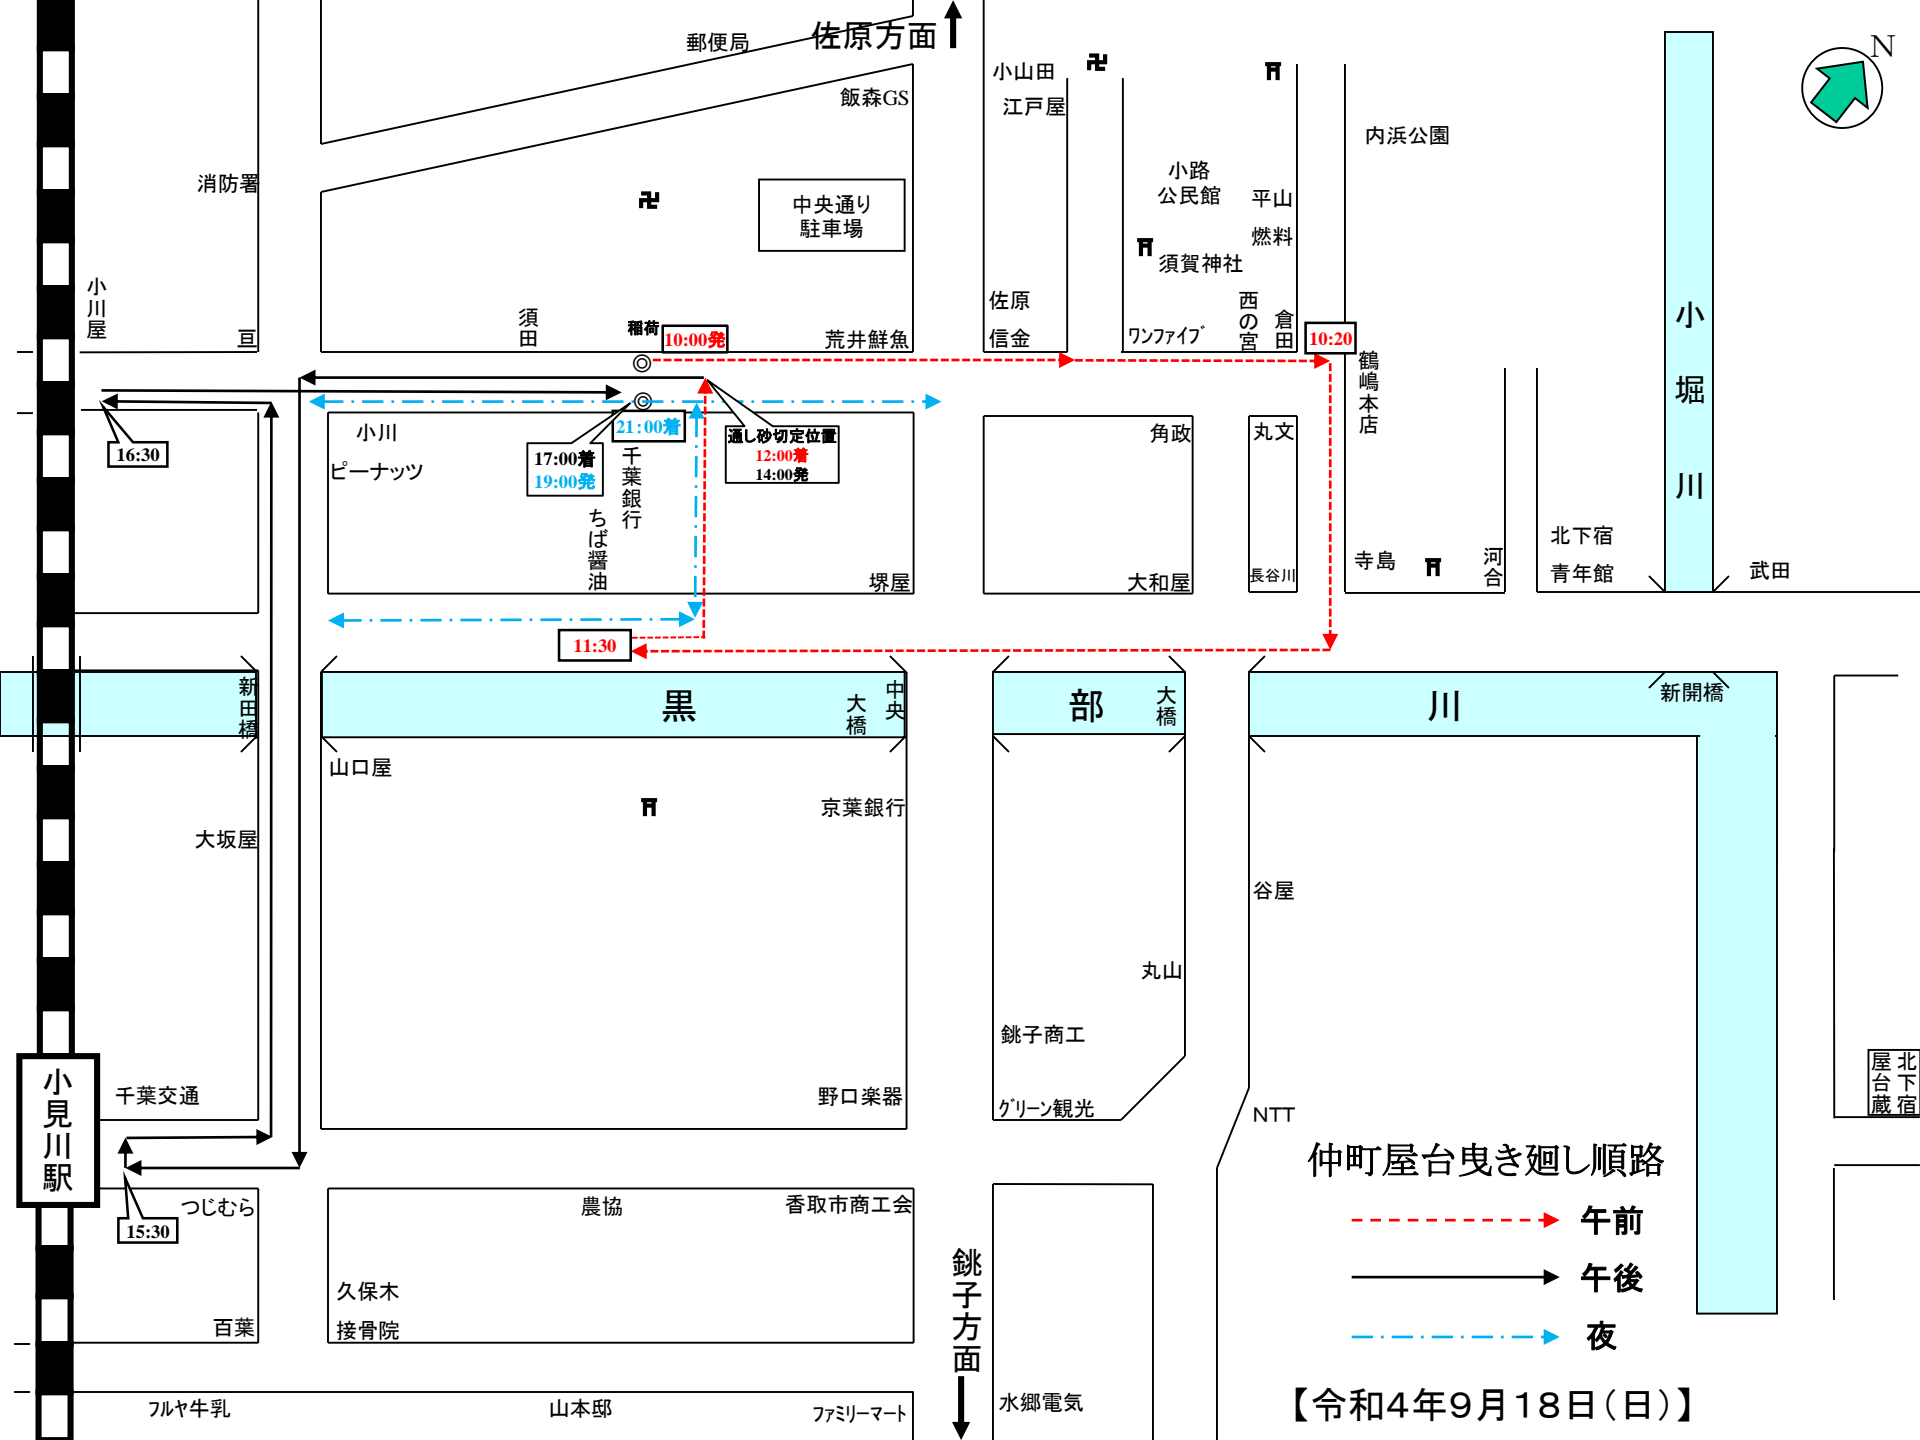 佐原方面
郵便局
N
小山田
江戸屋
飯森GS
内浜公園
消防署
小路
公民館
平山
燃料
中央通り
駐車場
須賀神社
小川屋
亘
須田
稲荷
10:00発
荒井鮮魚
佐原
信金
ワンファイブ
西の宮
倉田
10:20
鶴嶋本店
小堀川
16:30
小川
ピーナッツ
21:00着
17:00着
19:00発
千葉銀行
ちば醤油
通し砂切定位置
12:00着
14:00発
堺屋
角政
大和屋
丸文
長谷川
寺島
河合
北下宿
青年館
武田
11:30
新田橋
黒部川
中央
大橋
大橋
新開橋
山口屋
京葉銀行
大坂屋
谷屋
丸山
銚子商工
グリーン観光
野口楽器
千葉交通
小見川駅
NTT
北下宿
屋台蔵
つじむら
15:30
農協
香取市商工会
久保木
接骨院
百葉
銚子方面
フルヤ牛乳
山本邸
ファミリーマート
水郷電気
仲町屋台曳き廻し順路
午前
午後
夜
【令和4年9月18日(日)】